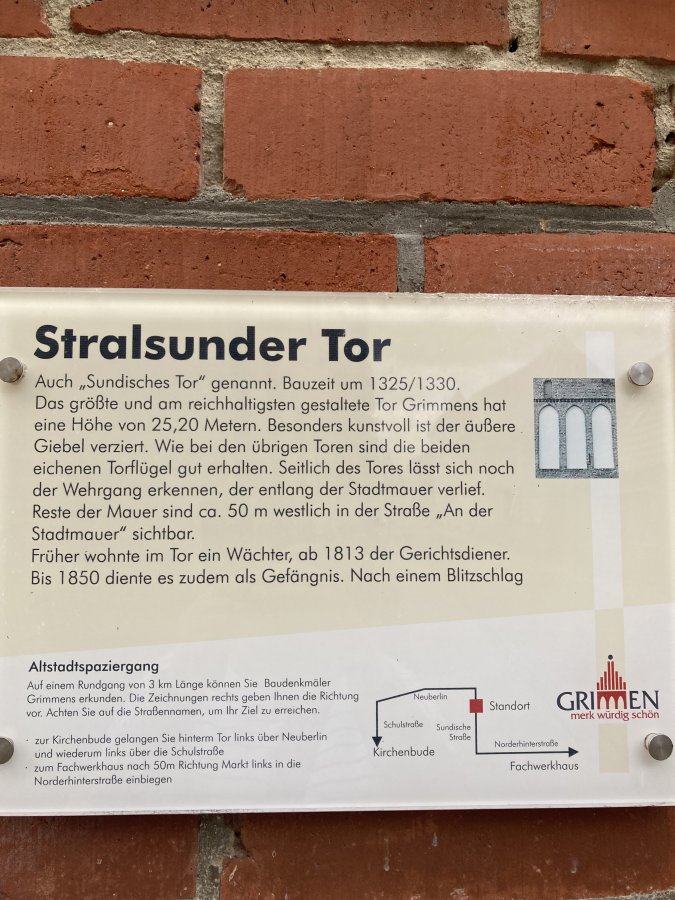 Stralsunder Tor
Auch „Sundisches Tor“ genannt. Bauzeit um 1325/1330.
Das größte und am reichhaltigsten gestaltete Tor Grimmens hat
eine Höhe von 25,20 Metern. Besonders kunstvoll ist der äußere
Giebel verziert. Wie bei den übrigen Toren sind die beiden
eichenen Torflügel gut erhalten. Seitlich des Tores lässt sich noch
der Wehrgang erkennen, der entlang der Stadtmauer verlief.
Reste der Mauer sind ca. 50 m westlich in der Straße „An der
Stadtmauer“ sichtbar.
Früher wohnte im Tor ein Wächter, ab 1813 der Gerichtsdiener.
Bis 1850 diente es zudem als Gefängnis. Nach einem Blitzschlag
Altstadtspaziergang
Auf einem Rundgang von 3 km Länge können Sie Baudenkmäler
Grimmens erkunden. Die Zeichnungen rechts geben Ihnen die Richtung
vor. Achten Sie auf die Straßennamen, um Ihr Ziel zu erreichen.
· zur Kirchenbude gelangen Sie hinterm Tor links über Neuberlin
und wiederum links über die Schulstraße
· zum Fachwerkhaus nach 50m Richtung Markt links in die
Norderhinterstraße einbiegen
Neuberlin
Standort
Schulstraße
Sundische
Straße
Kirchenbude
Norderhinterstraße
Fachwerkhaus
GRIMMEN
merk würdig schön